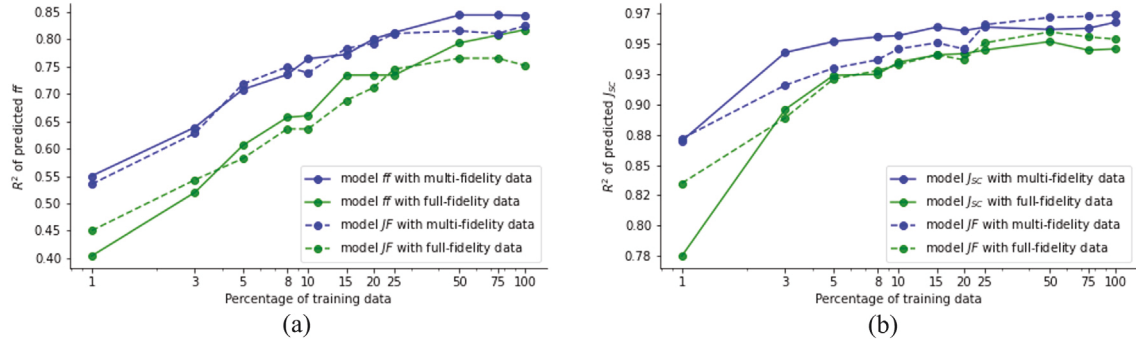 0.85
0.80
0.75
0.70
0.65
0.60
0.55
0.50
0.45
0.40
R² of predicted ff
model ff with multi-fidelity data
model ff with full-fidelity data
model JF with multi-fidelity data
model JF with full-fidelity data
1 3 5 8 10 15 20 25 50 75 100
Percentage of training data
(a)
0.97
0.95
0.93
0.90
0.88
0.85
0.82
0.80
0.78
R² of predicted J_SC
model J_SC with multi-fidelity data
model J_SC with full-fidelity data
model JF with multi-fidelity data
model JF with full-fidelity data
1 3 5 8 10 15 20 25 50 75 100
Percentage of training data
(b)